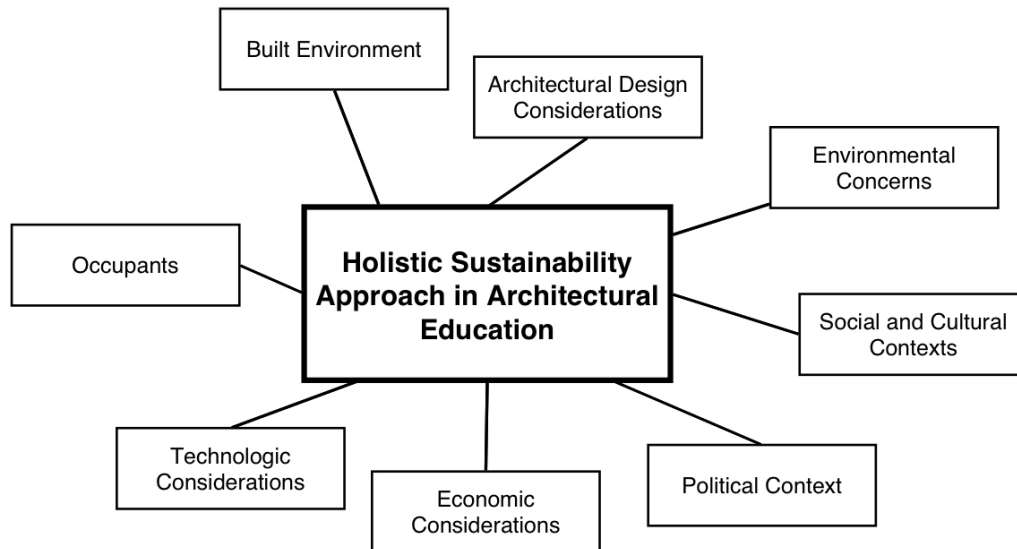 Built Environment
Architectural Design
Considerations
Environmental
Concerns
Holistic Sustainability
Approach in Architectural
Education
Occupants
Social and Cultural
Contexts
Technologic
Considerations
Economic
Considerations
Political Context